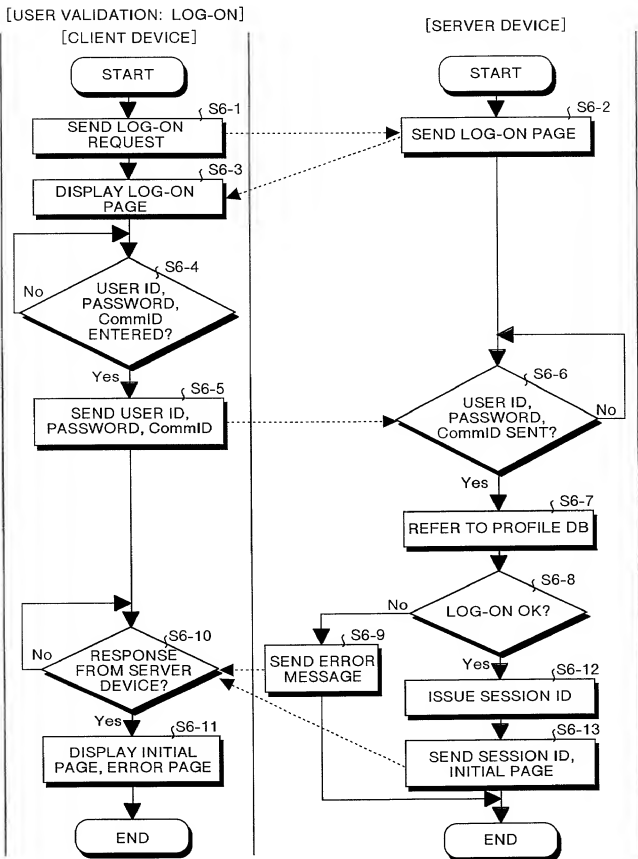 [USER VALIDATION: LOG-ON]
[CLIENT DEVICE]
[SERVER DEVICE]
START
START
S6-1
SEND LOG-ON
REQUEST
S6-2
SEND LOG-ON PAGE
S6-3
DISPLAY LOG-ON
PAGE
S6-4
USER ID,
PASSWORD,
CommID
ENTERED?
No
Yes
S6-5
SEND USER ID,
PASSWORD, CommID
S6-6
USER ID,
PASSWORD,
CommID SENT?
No
Yes
S6-7
REFER TO PROFILE DB
S6-8
LOG-ON OK?
No
Yes
S6-9
SEND ERROR
MESSAGE
S6-10
RESPONSE
FROM SERVER
DEVICE?
No
Yes
S6-11
DISPLAY INITIAL
PAGE, ERROR PAGE
S6-12
ISSUE SESSION ID
S6-13
SEND SESSION ID,
INITIAL PAGE
END
END